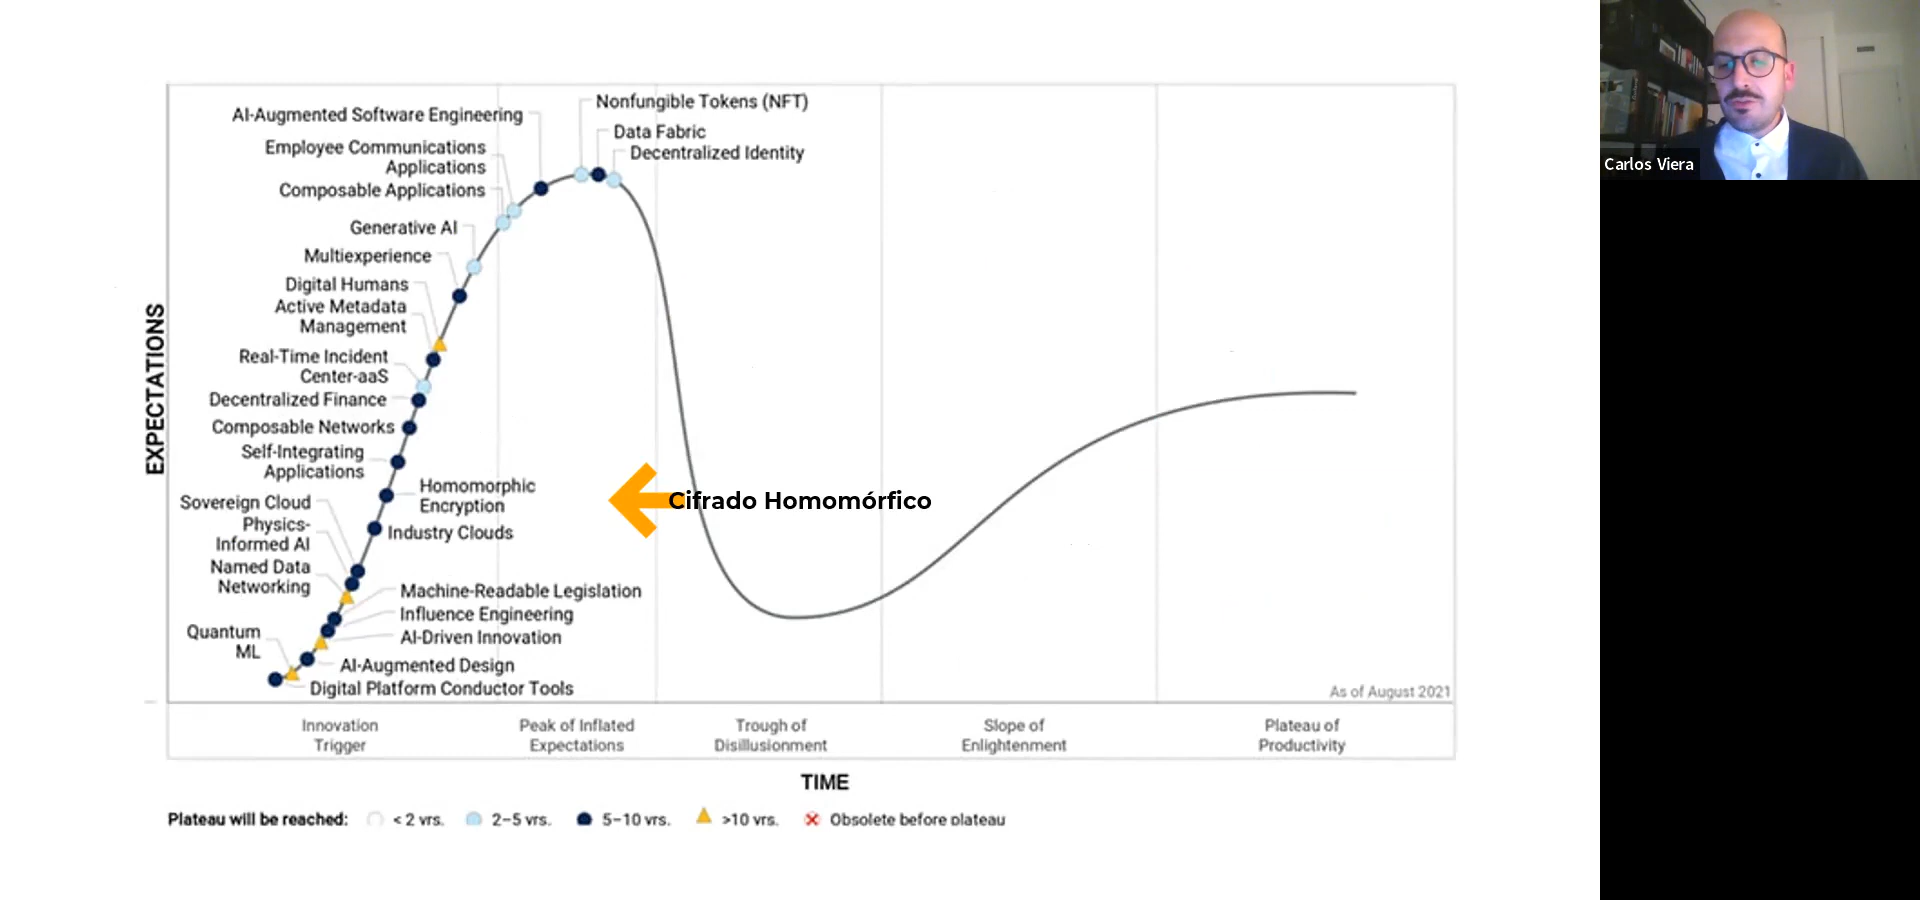 Nonfungible Tokens (NFT)
AI-Augmented Software Engineering
Data Fabric
Decentralized Identity
Employee Communications
Applications
Composable Applications
Generative AI
Multiexperience
Digital Humans
Active Metadata
Management
Real-Time Incident
Center-aaS
Decentralized Finance
Composable Networks
Self-Integrating
Applications
Homomorphic
Encryption
Cifrado Homomórfico
Sovereign Cloud
Physics-
Informed AI
Industry Clouds
Named Data
Networking
Machine-Readable Legislation
Influence Engineering
AI-Driven Innovation
Quantum
ML
AI-Augmented Design
Digital Platform Conductor Tools
EXPECTATIONS
As of August 2021
Innovation
Trigger
Peak of Inflated
Expectations
Trough of
Disillusionment
Slope of
Enlightenment
Plateau of
Productivity
TIME
Plateau will be reached: < 2 yrs. 2–5 yrs. 5–10 yrs. >10 yrs. Obsolete before plateau
Carlos Viera